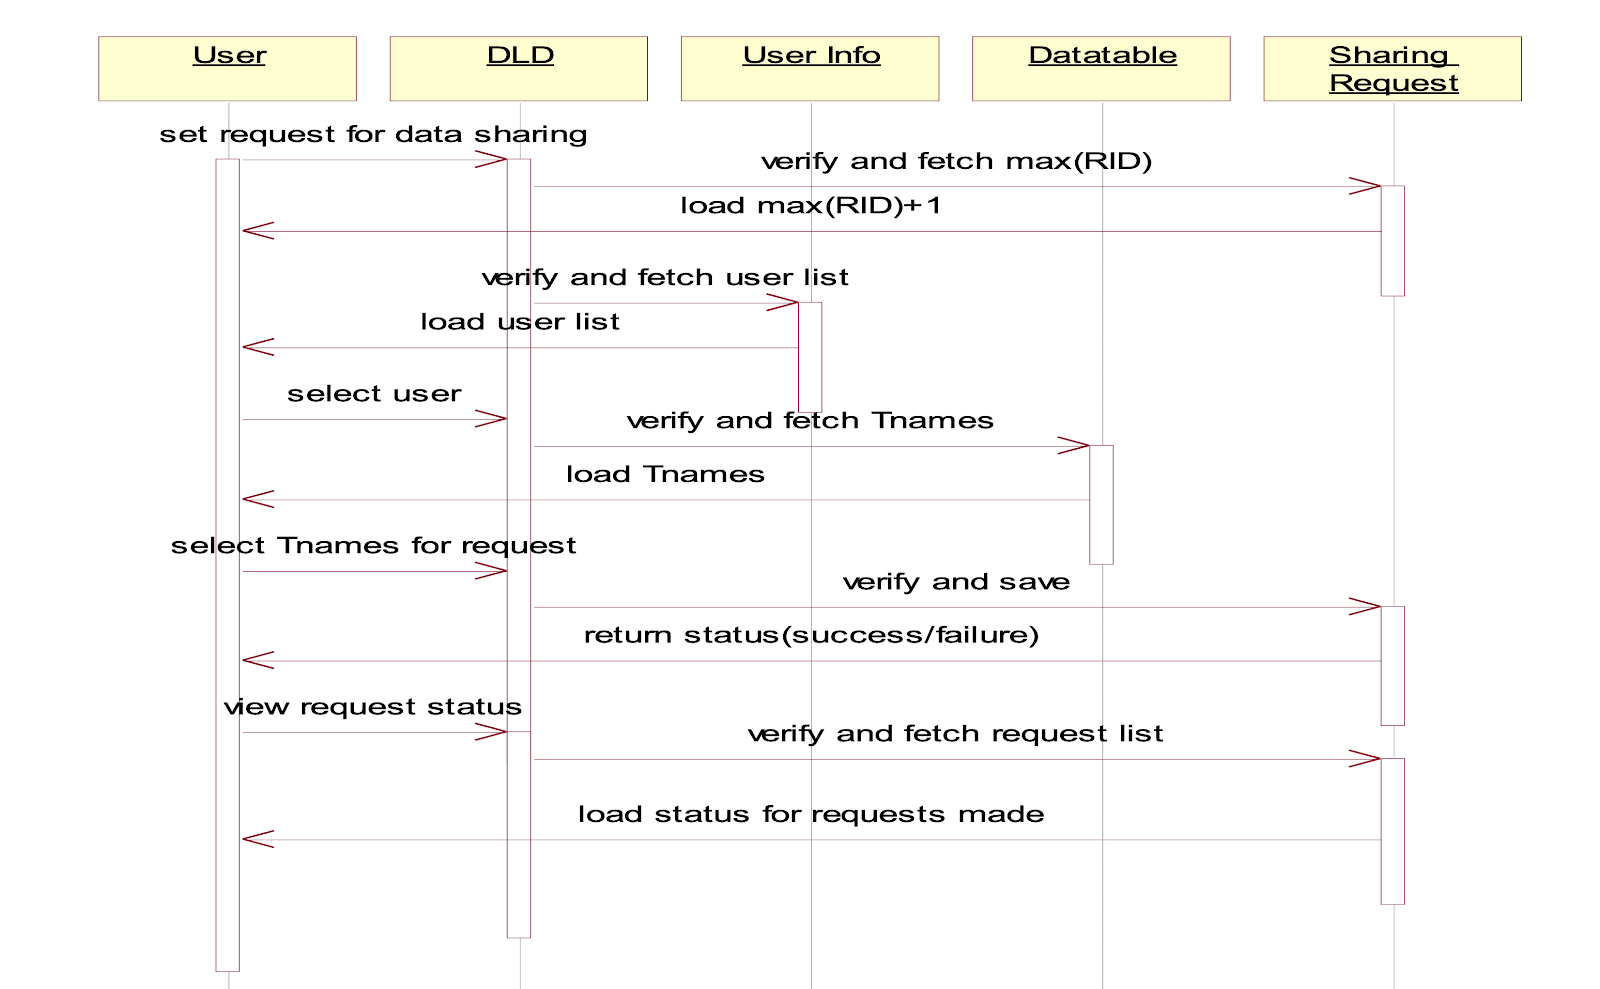 User
DLD
User Info
Datatable
Sharing
Request
set request for data sharing
verify and fetch max(RID)
load max(RID)+1
verify and fetch user list
load user list
select user
verify and fetch Tnames
load Tnames
select Tnames for request
verify and save
return status(success/failure)
view request status
verify and fetch request list
load status for requests made